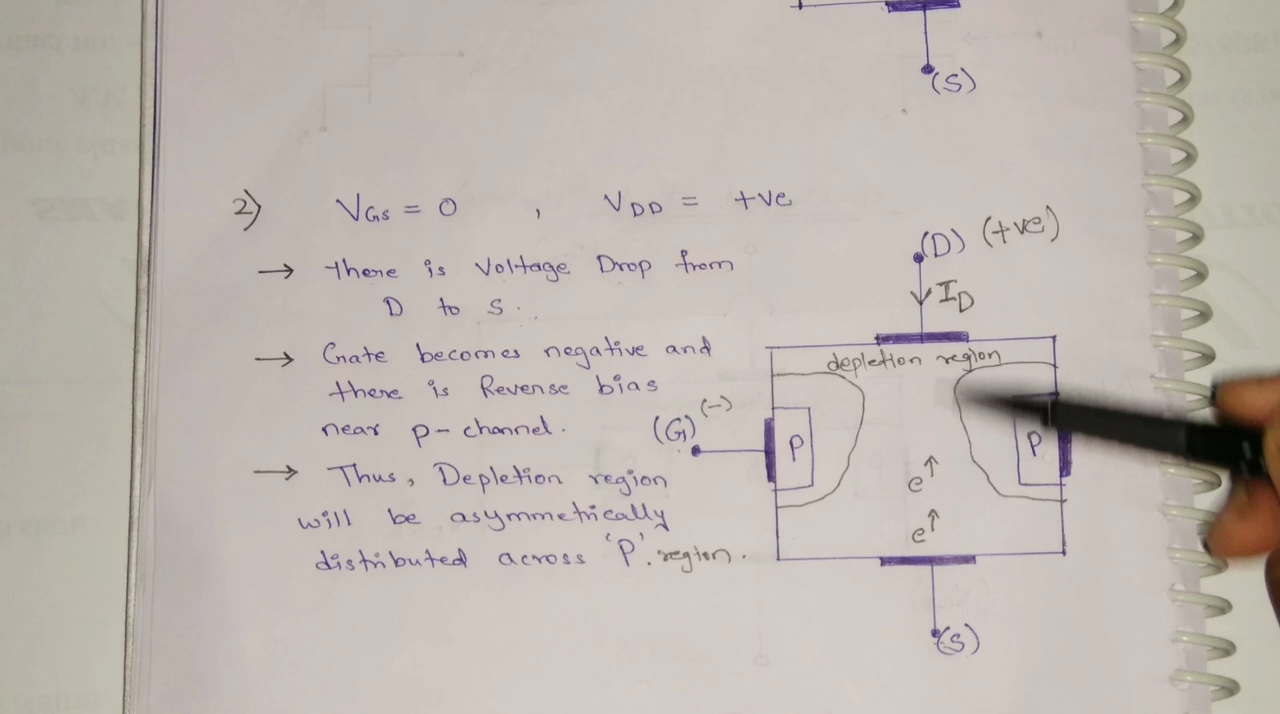 (S)
2) VGS = 0 , VDD = +ve
→ there is Voltage Drop from
D to S.
→ Gate becomes negative and
there is Reverse bias
near p-channel.
→ Thus, Depletion region
will be asymmetrically
distributed across 'P'. region.
(D) (+ve)
ID
depletion region
(G) (-)
P
P
e↑
e↑
(S)